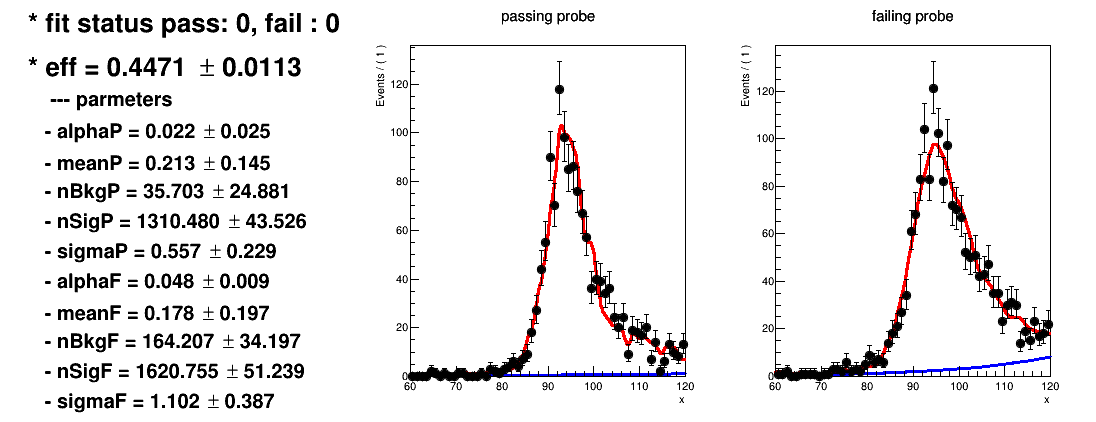 * fit status pass: 0, fail : 0
* eff = 0.4471 ± 0.0113
--- parmeters
- alphaP = 0.022 ± 0.025
- meanP = 0.213 ± 0.145
- nBkgP = 35.703 ± 24.881
- nSigP = 1310.480 ± 43.526
- sigmaP = 0.557 ± 0.229
- alphaF = 0.048 ± 0.009
- meanF = 0.178 ± 0.197
- nBkgF = 164.207 ± 34.197
- nSigF = 1620.755 ± 51.239
- sigmaF = 1.102 ± 0.387
passing probe
Events / ( 1 )
120
100
80
60
40
20
0
60 70 80 90 100 110 120
x
failing probe
Events / ( 1 )
120
100
80
60
40
20
0
60 70 80 90 100 110 120
x